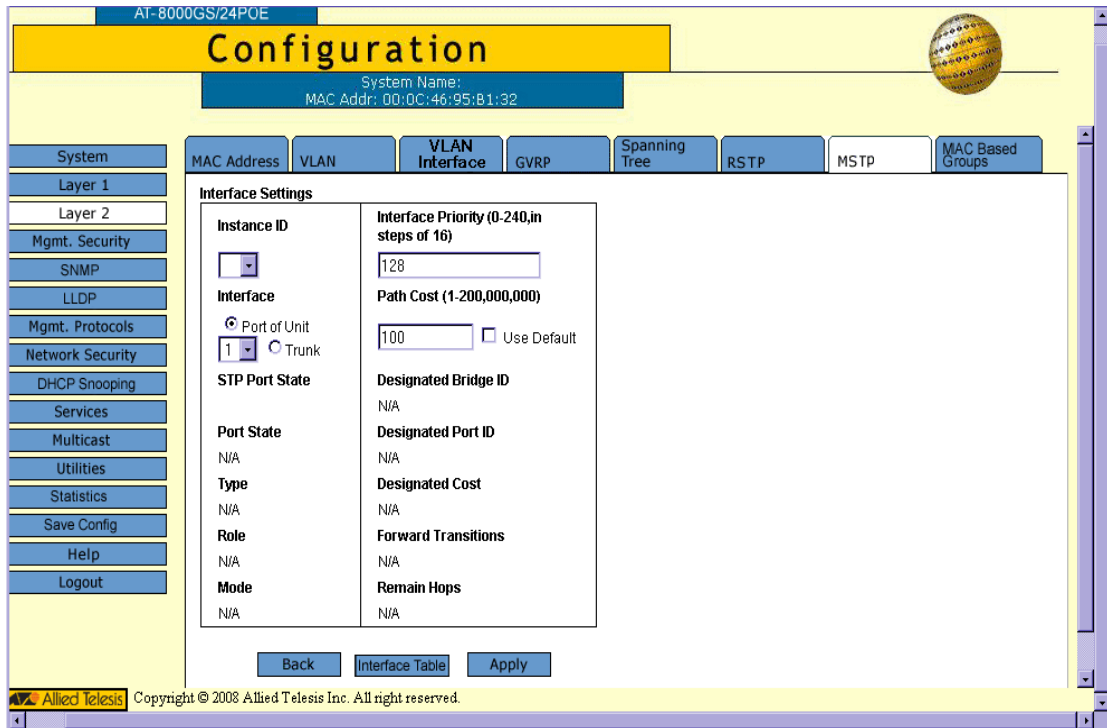 AT-8000GS/24POE
Configuration
System Name:
MAC Addr: 00:0C:46:95:B1:32
System
Layer 1
Layer 2
Mgmt. Security
SNMP
LLDP
Mgmt. Protocols
Network Security
DHCP Snooping
Services
Multicast
Utilities
Statistics
Save Config
Help
Logout
MAC Address
VLAN
VLAN Interface
GVRP
Spanning Tree
RSTP
MSTP
MAC Based Groups
Interface Settings
Instance ID
Interface Priority (0-240,in
steps of 16)
128
Interface
Path Cost (1-200,000,000)
Port of Unit
1
Trunk
100
Use Default
STP Port State
Designated Bridge ID
N/A
Port State
Designated Port ID
N/A
N/A
Type
Designated Cost
N/A
N/A
Role
Forward Transitions
N/A
N/A
Mode
Remain Hops
N/A
N/A
Back
Interface Table
Apply
Allied Telesis
Copyright © 2008 Allied Telesis Inc. All right reserved.